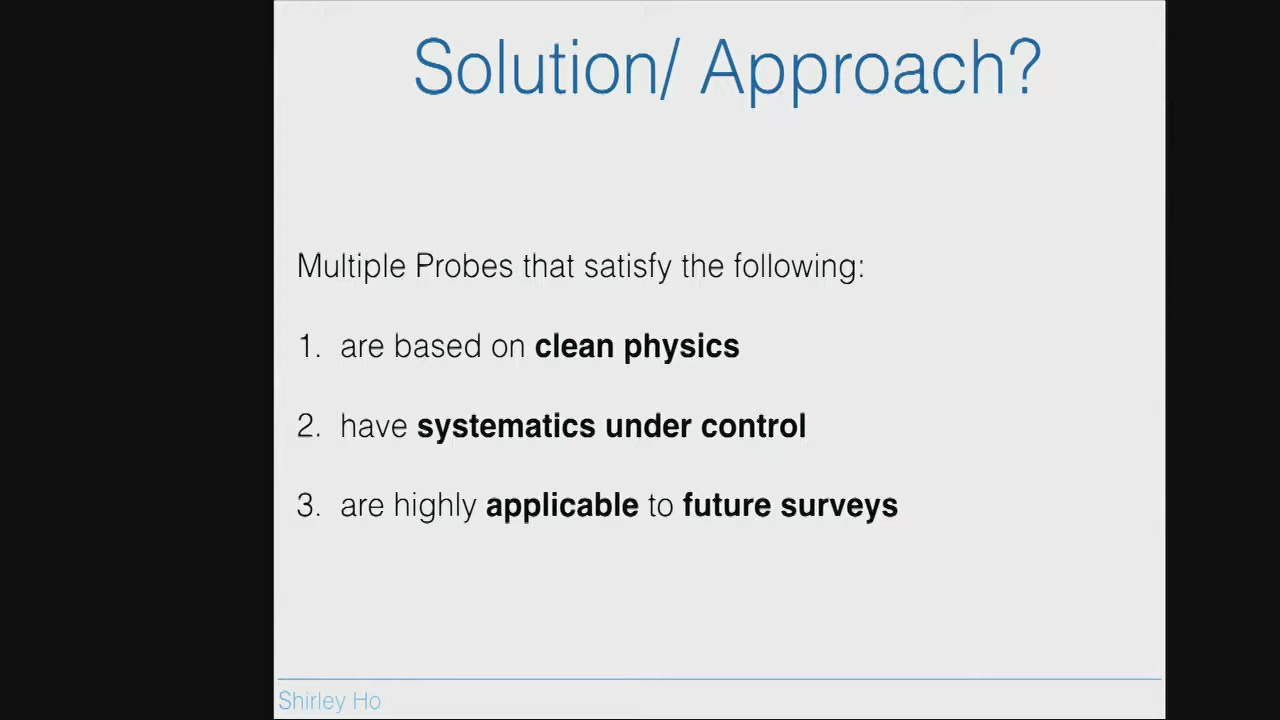 Solution/ Approach?
Multiple Probes that satisfy the following:
1. are based on clean physics
2. have systematics under control
3. are highly applicable to future surveys
Shirley Ho